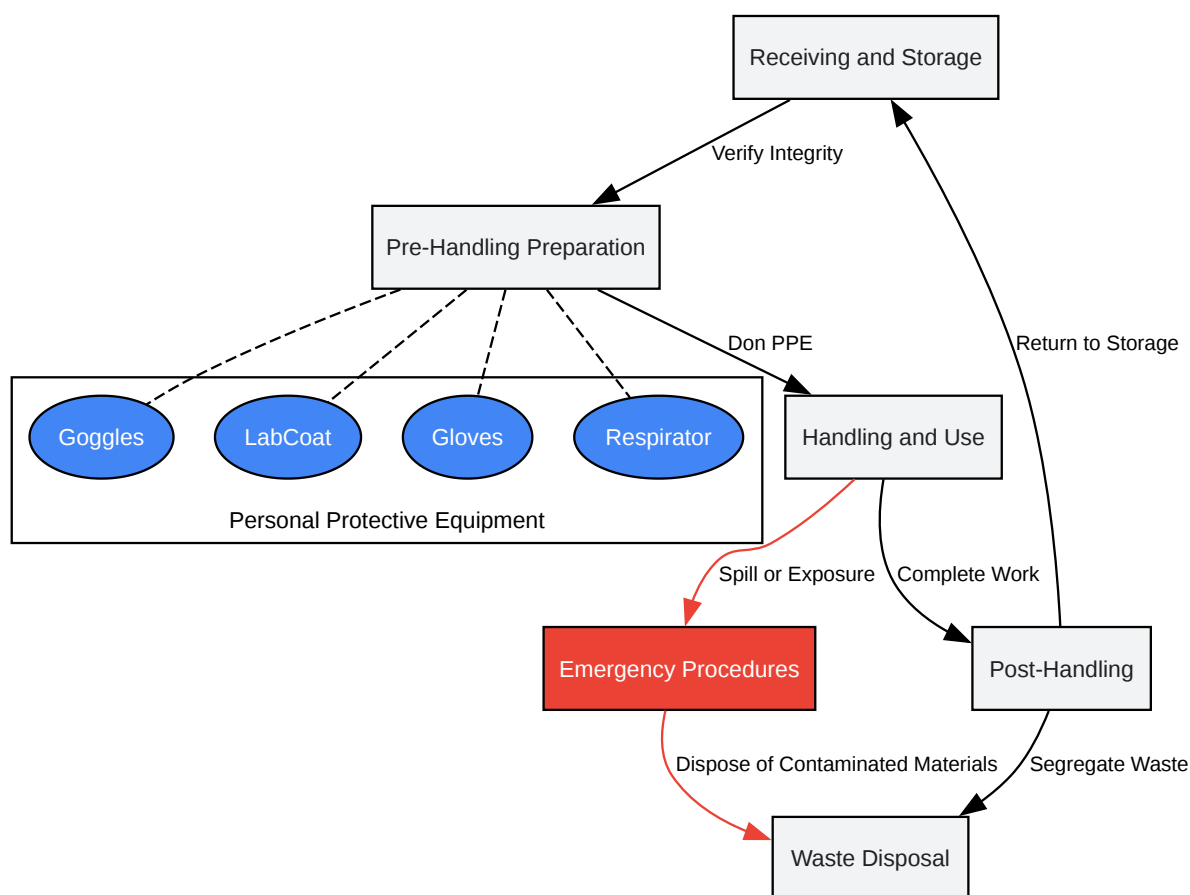 Receiving and Storage
Verify Integrity
Pre-Handling Preparation
Don PPE
Return to Storage
Goggles
LabCoat
Gloves
Respirator
Handling and Use
Personal Protective Equipment
Spill or Exposure
Complete Work
Emergency Procedures
Post-Handling
Dispose of Contaminated Materials
Segregate Waste
Waste Disposal